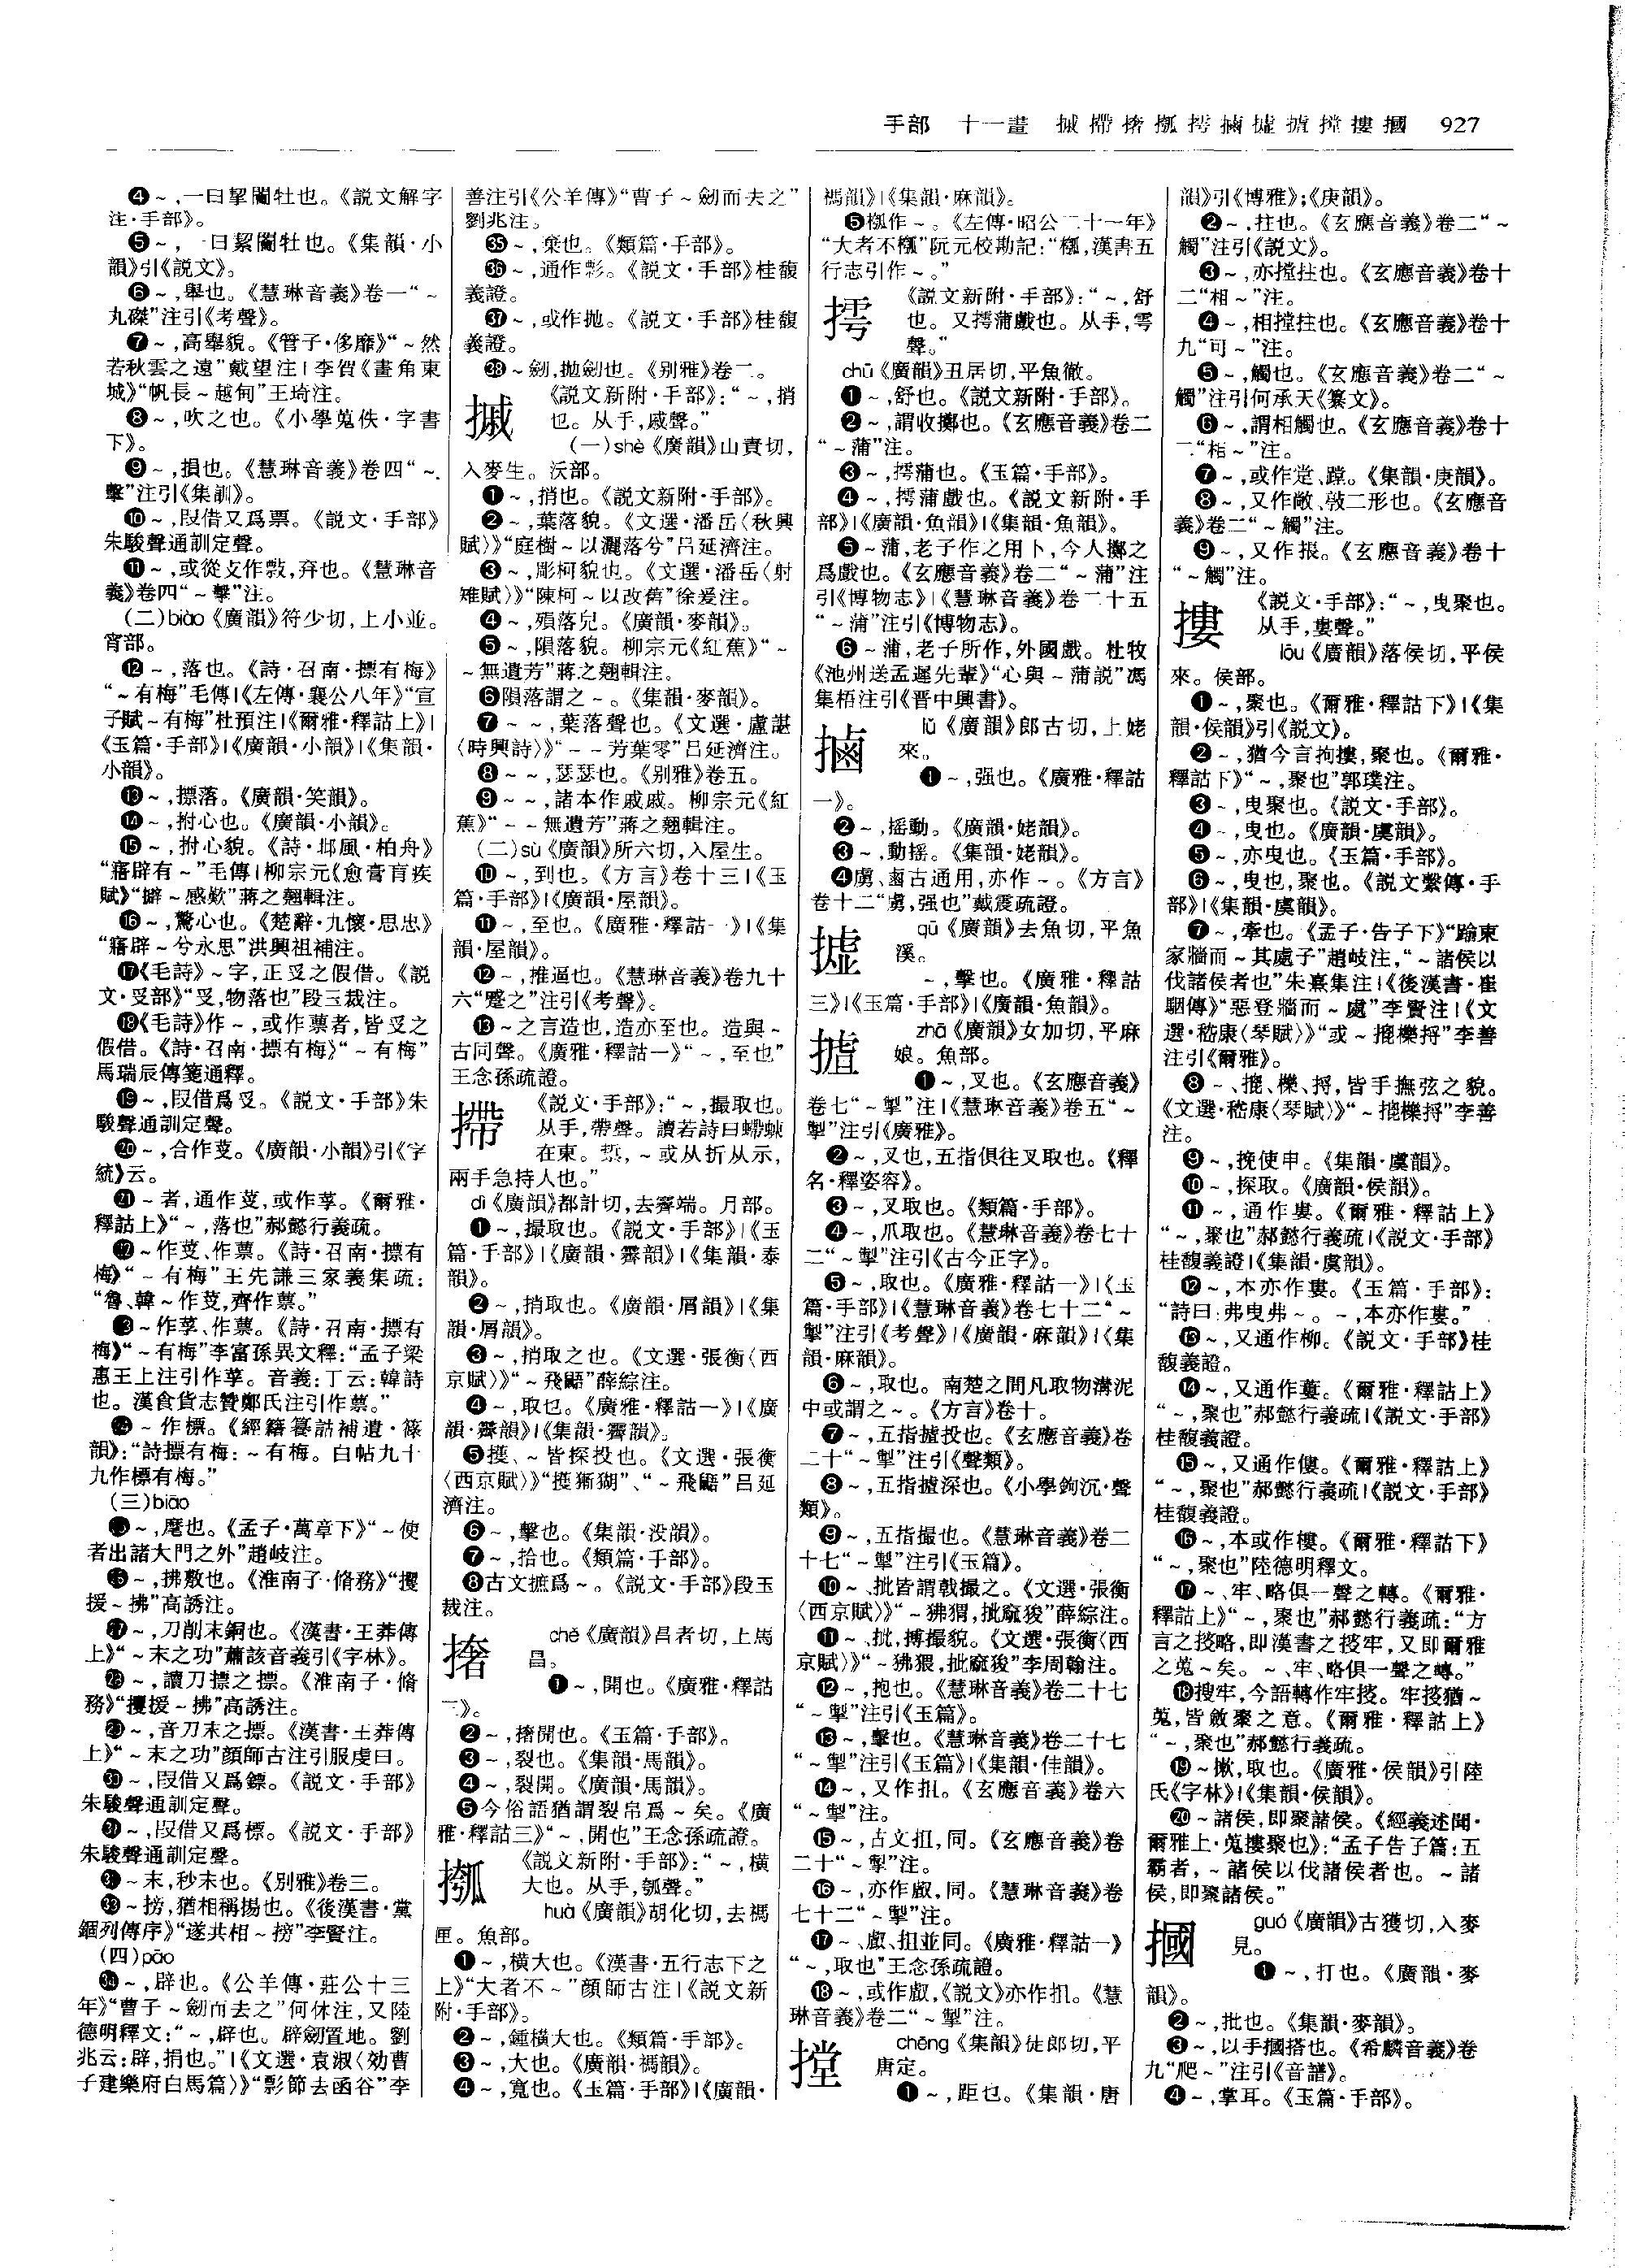 手部　十一畫　摵摕撦摦摴摝㩀摣摚摟摑　927
❹～,一曰挈闑牡也。《説文解字
注·手部》。
❺～,一曰絜闑牡也。《集韻·小
韻》引《説文》。
❻～,舉也。《慧琳音義》卷一“～
九磔”注引《考聲》。
❼～,高舉貌。《管子·侈靡》“～然
若秋雲之遠”戴望注|李賀《畫角東
城》“帆長～越甸”王琦注。
❽～,吹之也。《小學蒐佚·字書
下》。
❾～,損也。《慧琳音義》卷四“～
擊”注引《集訓》。
❿～,叚借又爲票。《説文·手部》
朱駿聲通訓定聲。
⓫～,或從攴作敹,弃也。《慧琳音
義》卷四“～擊”注。
(二)biào《廣韻》符少切,上小並。
宵部。
⓬～,落也。《詩·召南·摽有梅》
“～有梅”毛傳|《左傳·襄公八年》“宣
子賦～有梅”杜預注|《爾雅·釋詁上》|
《玉篇·手部》|《廣韻·小韻》|《集韻·
小韻》。
⓭～,摽落。《廣韻·笑韻》。
⓮～,拊心也。《廣韻·小韻》。
⓯～,拊心貌。《詩·邶風·柏舟》
“寤辟有～”毛傳|柳宗元《愈膏肓疾
賦》“擗～感欷”蔣之翹輯注。
⓰～,驚心也。《楚辭·九懷·思忠》
“寤辟～兮永思”洪興祖補注。
⓱《毛詩》～字,正𠬪之假借。《説
文·𠬪部》“𠬪,物落也”段玉裁注。
⓲《毛詩》作～,或作蔈者,皆𠬪之
假借。《詩·召南·摽有梅》“～有梅”
馬瑞辰傳箋通釋。
⓳～,叚借爲𠬪。《説文·手部》朱
駿聲通訓定聲。
⓴～,合作芰。《廣韻·小韻》引《字
統》云。
㉑～者,通作芰,或作莩。《爾雅·
釋詁上》“～,落也”郝懿行義疏。
㉒～作芰、作蔈。《詩·召南·摽有
梅》“～有梅”王先謙三家義集疏:
“魯、韓～作芰,齊作蔈。”
㉓～作莩、作蔈。《詩·召南·摽有
梅》“～有梅”李富孫異文釋:“孟子梁
惠王上注引作莩。音義:丁云:韓詩
也。漢食貨志贊鄭氏注引作蔈。”
㉔～作標。《經籍籑詁補遺·篠
韻》:“詩摽有梅:～有梅。白帖九十
九作標有梅。”
(三)biāo
㉕～,麾也。《孟子·萬章下》“～使
者出諸大門之外”趙岐注。
㉖～,拂敷也。《淮南子·脩務》“攫
援～拂”高誘注。
㉗～,刀削末銅也。《漢書·王莽傳
上》“～末之功”蕭該音義引《字林》。
㉘～,讀刀摽之摽。《淮南子·脩
務》“攫援～拂”高誘注。
㉙～,音刀末之摽。《漢書·王莽傳
上》“～末之功”顔師古注引服虔曰。
㉚～,叚借又爲鏢。《説文·手部》
朱駿聲通訓定聲。
㉛～,叚借又爲標。《説文·手部》
朱駿聲通訓定聲。
㉜～末,秒末也。《别雅》卷三。
㉝～搒,猶相稱揚也。《後漢書·黨
錮列傳序》“遂共相～搒”李賢注。
(四)pāo
㉞～,辟也。《公羊傳·莊公十三
年》“曹子～劒而去之”何休注,又陸
德明釋文:“～,辟也。辟劒置地。劉
兆云:辟,捐也。”|《文選·袁淑〈効曹
子建樂府白馬篇〉》“影節去函谷”李
善注引《公羊傳》“曹子～劒而去之”
劉兆注。
㉟～,棄也。《類篇·手部》。
㊱～,通作影。《説文·手部》桂馥
義證。
㊲～,或作抛。《説文·手部》桂馥
義證。
㊳～劒,抛劒也。《别雅》卷二。
摵　《説文新附·手部》:“～,捎
也。从手,戚聲。”
(一)shè《廣韻》山責切,
入麥生。沃部。
❶～,捎也。《説文新附·手部》。
❷～,葉落貌。《文選·潘岳〈秋興
賦〉》“庭樹～以灑落兮”吕延濟注。
❸～,彫柯貌也。《文選·潘岳〈射
雉賦〉》“陳柯～以改舊”徐爰注。
❹～,殞落皃。《廣韻·麥韻》。
❺～,隕落貌。柳宗元《紅蕉》“～
～無遺芳”蔣之翹輯注。
❻隕落謂之～。《集韻·麥韻》。
❼～～,葉落聲也。《文選·盧諶
〈時興詩〉》“～～芳葉零”吕延濟注。
❽～～,瑟瑟也。《别雅》卷五。
❾～～,諸本作戚戚。柳宗元《紅
蕉》“～～無遺芳”蔣之翹輯注。
(二)sù《廣韻》所六切,入屋生。
❿～,到也。《方言》卷十三|《玉
篇·手部》|《廣韻·屋韻》。
⓫～,至也。《廣雅·釋詁一》|《集
韻·屋韻》。
⓬～,推逼也。《慧琳音義》卷九十
六“蹙之”注引《考聲》。
⓭～之言造也,造亦至也。造與～
古同聲。《廣雅·釋詁一》“～,至也”
王念孫疏證。
摕　《説文·手部》:“～,撮取也。
从手,帶聲。讀若詩曰螮蝀
在東。㨖,～或从折从示,
兩手急持人也。”
dì《廣韻》都計切,去霽端。月部。
❶～,撮取也。《説文·手部》|《玉
篇·手部》|《廣韻·霽韻》|《集韻·泰
韻》。
❷～,捎取也。《廣韻·屑韻》|《集
韻·屑韻》。
❸～,捎取之也。《文選·張衡〈西
京賦〉》“～飛鼯”薛綜注。
❹～,取也。《廣雅·釋詁一》|《廣
韻·霽韻》|《集韻·霽韻》。
❺㩴、～皆探投也。《文選·張衡
〈西京賦〉》“㩴獑猢”、“～飛鼯”吕延
濟注。
❻～,擊也。《集韻·没韻》。
❼～,拾也。《類篇·手部》。
❽古文摭爲～。《説文·手部》段玉
裁注。
撦　chě《廣韻》昌者切,上馬
昌。
❶～,開也。《廣雅·釋詁
三》。
❷～,撦開也。《玉篇·手部》。
❸～,裂也。《集韻·馬韻》。
❹～,裂開。《廣韻·馬韻》。
❺今俗語猶謂裂帛爲～矣。《廣
雅·釋詁三》“～,開也”王念孫疏證。
摦　《説文新附·手部》:“～,橫
大也。从手,瓠聲。”
huà《廣韻》胡化切,去禡
匣。魚部。
❶～,橫大也。《漢書·五行志下之
上》“大者不～”顔師古注|《説文新
附·手部》。
❷～,鍾橫大也。《類篇·手部》。
❸～,大也。《廣韻·禡韻》。
❹～,寬也。《玉篇·手部》|《廣韻·
禡韻》|《集韻·麻韻》。
❺槬作～。《左傳·昭公二十一年》
“大者不槬”阮元校勘記:“槬,漢書五
行志引作～。”
摴　《説文新附·手部》:“～,舒
也。又摴蒲戲也。从手,雩
聲。”
chū《廣韻》丑居切,平魚徹。
❶～,舒也。《説文新附·手部》。
❷～,謂收擲也。《玄應音義》卷二
“～蒲”注。
❸～,摴蒲也。《玉篇·手部》。
❹～,摴蒲戲也。《説文新附·手
部》|《廣韻·魚韻》|《集韻·魚韻》。
❺～蒲,老子作之用卜,今人擲之
爲戲也。《玄應音義》卷二“～蒲”注
引《博物志》|《慧琳音義》卷二十五
“～蒲”注引《博物志》。
❻～蒲,老子所作,外國戲。杜牧
《池州送孟遲先輩》“心與～蒲説”馮
集梧注引《晋中興書》。
㩀　lǔ《廣韻》郎古切,上姥
來。
❶～,强也。《廣雅·釋詁
一》。
❷～,摇動。《廣韻·姥韻》。
❸～,動摇。《集韻·姥韻》。
❹虜、鹵古通用,亦作～。《方言》
卷十二“虜,强也”戴震疏證。
qū《廣韻》去魚切,平魚
溪。
～,擊也。《廣雅·釋詁
三》|《玉篇·手部》|《廣韻·魚韻》。
摣　zhā《廣韻》女加切,平麻
娘。魚部。
❶～,叉也。《玄應音義》
卷七“～掣”注|《慧琳音義》卷五“～
掣”注引《廣雅》。
❷～,叉也,五指俱往叉取也。《釋
名·釋姿容》。
❸～,叉取也。《類篇·手部》。
❹～,爪取也。《慧琳音義》卷七十
二“～掣”注引《古今正字》。
❺～,取也。《廣雅·釋詁一》|《玉
篇·手部》|《慧琳音義》卷七十二“～
掣”注引《考聲》|《廣韻·麻韻》|《集
韻·麻韻》。
❻～,取也。南楚之間凡取物溝泥
中或謂之～。《方言》卷十。
❼～,五指摣投也。《玄應音義》卷
二十“～掣”注引《聲類》。
❽～,五指摣深也。《小學鉤沉·聲
類》。
❾～,五指撮也。《慧琳音義》卷二
十七“～掣”注引《玉篇》。
❿～、批皆謂戟撮之。《文選·張衡
〈西京賦〉》“～狒猬,批窳狻”薛綜注。
⓫～、批,搏撮貌。《文選·張衡〈西
京賦〉》“～狒猥,批窳狻”李周翰注。
⓬～,抱也。《慧琳音義》卷二十七
“～掣”注引《玉篇》。
⓭～,擊也。《慧琳音義》卷二十七
“～掣”注引《玉篇》|《集韻·佳韻》。
⓮～,又作抯。《玄應音義》卷六
“～掣”注。
⓯～,古文抯,同。《玄應音義》卷
二十“～掣”注。
⓰～,亦作㪥,同。《慧琳音義》卷
七十二“～掣”注。
⓱～、㪥、抯並同。《廣雅·釋詁一》
“～,取也”王念孫疏證。
⓲～,或作㪥,《説文》亦作抯。《慧
琳音義》卷二“～掣”注。
摚　chēng《集韻》徒郎切,平
唐定。
❶～,距也。《集韻·唐
韻》引《博雅》;《庚韻》。
❷～,拄也。《玄應音義》卷二“～
觸”注引《説文》。
❸～,亦摚拄也。《玄應音義》卷十
二“相～”注。
❹～,相摚拄也。《玄應音義》卷十
九“可～”注。
❺～,觸也。《玄應音義》卷二“～
觸”注引何承天《纂文》。
❻～,謂相觸也。《玄應音義》卷十
二“相～”注。
❼～,或作䟫、蹚。《集韻·庚韻》。
❽～,又作敞、敦二形也。《玄應音
義》卷二“～觸”注。
❾～,又作掁。《玄應音義》卷十
“～觸”注。
摟　《説文·手部》:“～,曳聚也。
从手,婁聲。”
lōu《廣韻》落侯切,平侯
來。侯部。
❶～,聚也。《爾雅·釋詁下》|《集
韻·侯韻》引《説文》。
❷～,猶今言拘摟,聚也。《爾雅·
釋詁下》“～,聚也”郭璞注。
❸～,曳聚也。《説文·手部》。
❹～,曳也。《廣韻·虞韻》。
❺～,亦曳也。《玉篇·手部》。
❻～,曳也,聚也。《説文繫傳·手
部》|《集韻·虞韻》。
❼～,牽也。《孟子·告子下》“踰東
家牆而～其處子”趙岐注,“～諸侯以
伐諸侯者也”朱熹集注|《後漢書·崔
駰傳》“惡登牆而～處”李賢注|《文
選·嵇康〈琴賦〉》“或～㨫櫟捋”李善
注引《爾雅》。
❽～、㨫、櫟、捋,皆手撫弦之貌。
《文選·嵇康〈琴賦〉》“～㨫櫟捋”李善
注。
❾～,挽使申。《集韻·虞韻》。
❿～,探取。《廣韻·侯韻》。
⓫～,通作婁。《爾雅·釋詁上》
“～,聚也”郝懿行義疏|《説文·手部》
桂馥義證|《集韻·虞韻》。
⓬～,本亦作婁。《玉篇·手部》:
“詩曰:弗曳弗～。～,本亦作婁。”
⓭～,又通作柳。《説文·手部》桂
馥義證。
⓮～,又通作蔞。《爾雅·釋詁上》
“～,聚也”郝懿行義疏|《説文·手部》
桂馥義證。
⓯～,又通作僂。《爾雅·釋詁上》
“～,聚也”郝懿行義疏|《説文·手部》
桂馥義證。
⓰～,本或作樓。《爾雅·釋詁下》
“～,聚也”陸德明釋文。
⓱～、牢、略俱一聲之轉。《爾雅·
釋詁上》“～,聚也”郝懿行義疏:“方
言之挍略,即漢書之挍牢,又即爾雅
之蒐～矣。～、牢、略俱一聲之轉。”
⓲搜牢,今語轉作牢挍。牢挍猶～
蒐,皆斂聚之意。《爾雅·釋詁上》
“～,聚也”郝懿行義疏。
⓳～㨞,取也。《廣雅·侯韻》引陸
氏《字林》|《集韻·侯韻》。
⓴～諸侯,即聚諸侯。《經義述聞·
爾雅上·蒐摟聚也》:“孟子告子篇:五
霸者,～諸侯以伐諸侯者也。～諸
侯,即聚諸侯。”
摑　guó《廣韻》古獲切,入麥
見。
❶～,打也。《廣韻·麥
韻》。
❷～,批也。《集韻·麥韻》。
❸～,以手摑搭也。《希麟音義》卷
九“爬～”注引《音譜》。
❹～,掌耳。《玉篇·手部》。